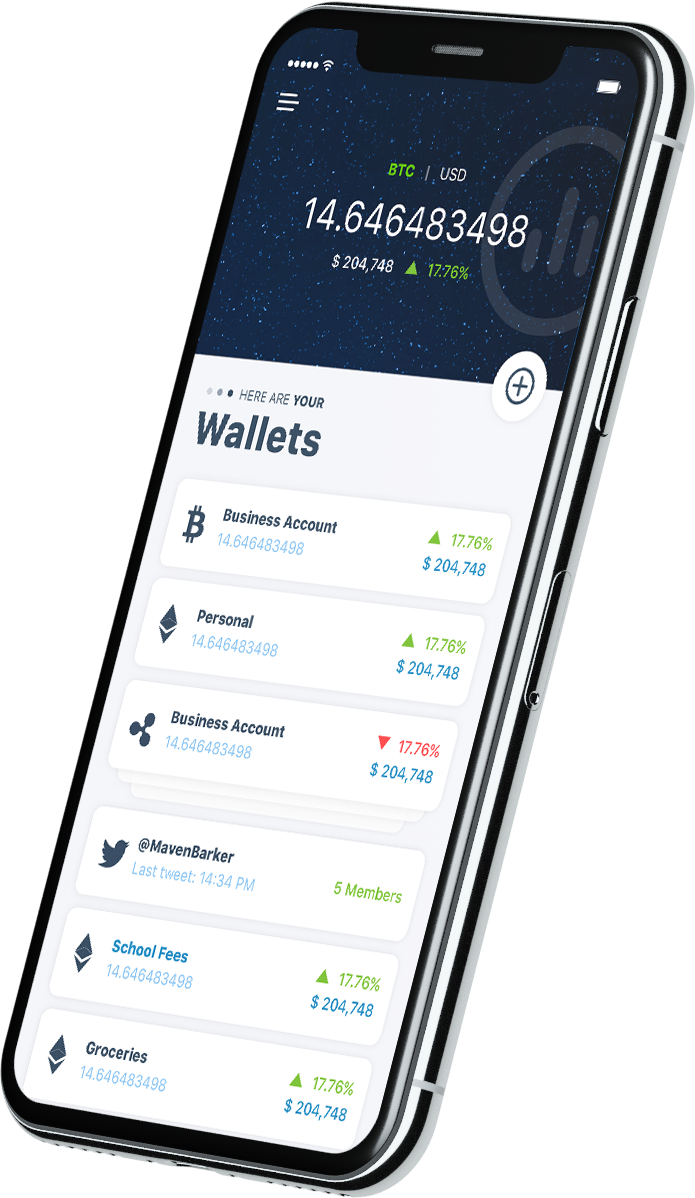 BTC | USD
14.646483498
$ 204,748 ▲ 17.76%
HERE ARE YOUR
Wallets
Business Account
14.646483498
▲ 17.76%
$ 204,748
Personal
14.646483498
▲ 17.76%
$ 204,748
Business Account
14.646483498
▼ 17.76%
$ 204,748
@MavenBarker
Last tweet: 14:34 PM
5 Members
School Fees
14.646483498
▲ 17.76%
$ 204,748
Groceries
14.646483498
▲ 17.76%
$ 204,748